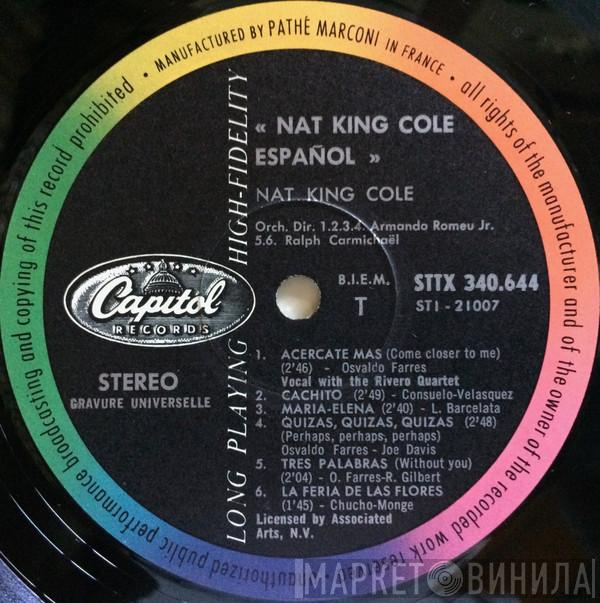 MANUFACTURED BY PATHÉ MARCONI IN FRANCE • all rights of the manufacturer and of the owner of the recorded work reserved
unauthorized public performance broadcasting and copying of this record prohibited •
LONG PLAYING HIGH-FIDELITY
« NAT KING COLE
ESPAÑOL »
NAT KING COLE
Orch. Dir. 1.2.3.4. Armando Romeu Jr.
5.6. Ralph Carmichaël
Capitol
RECORDS
B.I.E.M.
T
STTX 340.644
STI - 21007
STEREO
GRAVURE UNIVERSELLE
1. ACERCATE MAS (Come closer to me)
(2'46) - Osvaldo Farres
Vocal with the Rivero Quartet
2. CACHITO (2'49) - Consuelo-Velasquez
3. MARIA-ELENA (2'40) - L. Barcelata
4. QUIZAS, QUIZAS, QUIZAS (2'48)
(Perhaps, perhaps, perhaps)
Osvaldo Farres - Joe Davis
5. TRES PALABRAS (Without you)
(2'04) - O. Farres-R. Gilbert
6. LA FERIA DE LAS FLORES
(1'45) - Chucho-Monge
Licensed by Associated
Arts, N.V.
МАРКЕТ ВИНИЛА